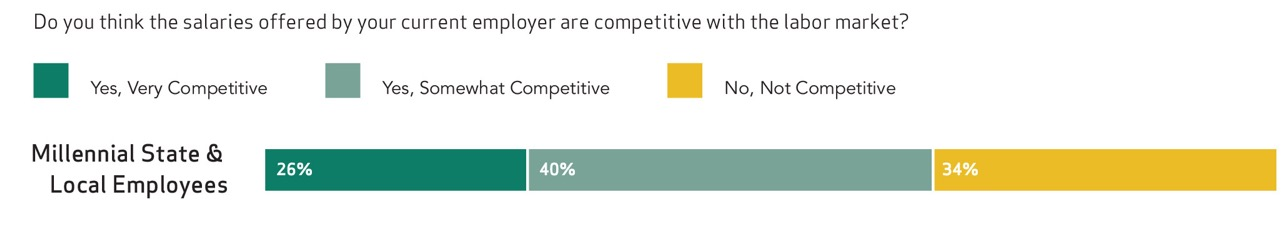 Do you think the salaries offered by your current employer are competitive with the labor market?
Yes, Very Competitive
Yes, Somewhat Competitive
No, Not Competitive
Millennial State &
Local Employees
26%
40%
34%